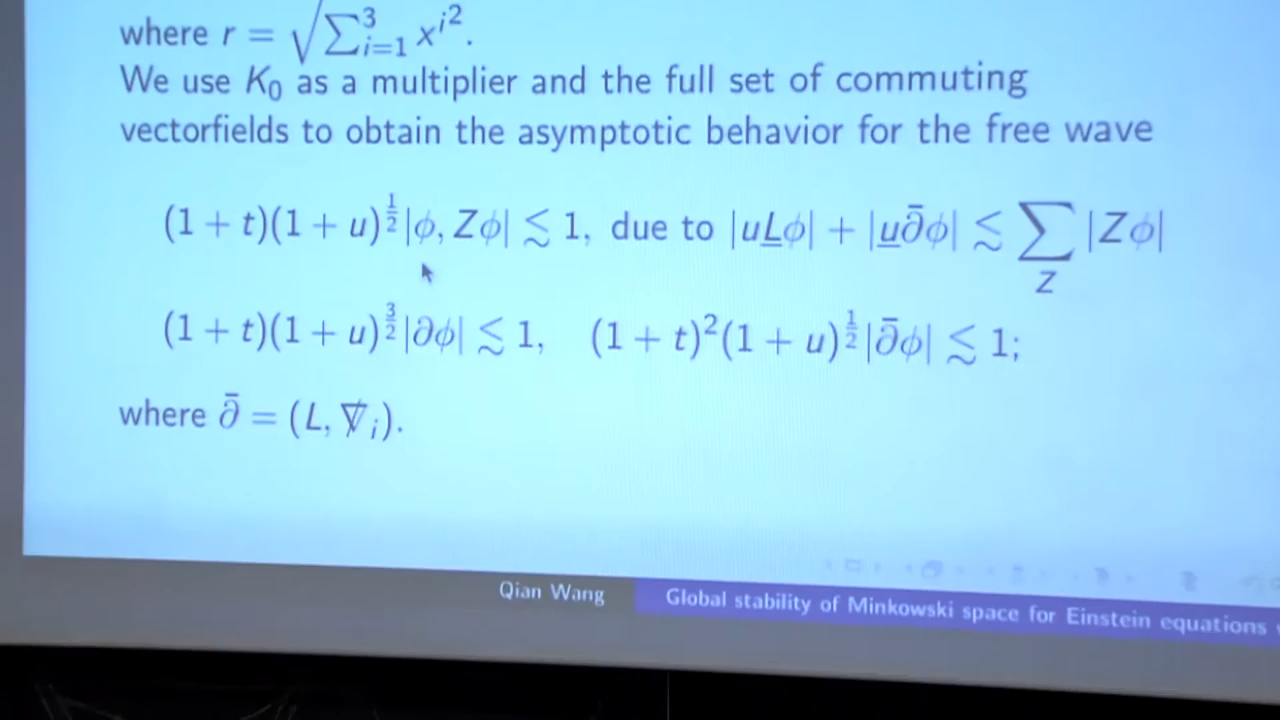 where r = √∑³ᵢ₌₁ xⁱ².
We use K₀ as a multiplier and the full set of commuting
vectorfields to obtain the asymptotic behavior for the free wave
(1 + t)(1 + u)^{1/2}|ϕ, Zϕ| ≲ 1, due to |uL̲ϕ| + |u̲∂̄ϕ| ≲ ∑_Z |Zϕ|
(1 + t)(1 + u)^{3/2}|∂ϕ| ≲ 1, (1 + t)²(1 + u)^{1/2}|∂̄ϕ| ≲ 1;
where ∂̄ = (L, ∇̸ᵢ).
Qian Wang
Global stability of Minkowski space for Einstein equations